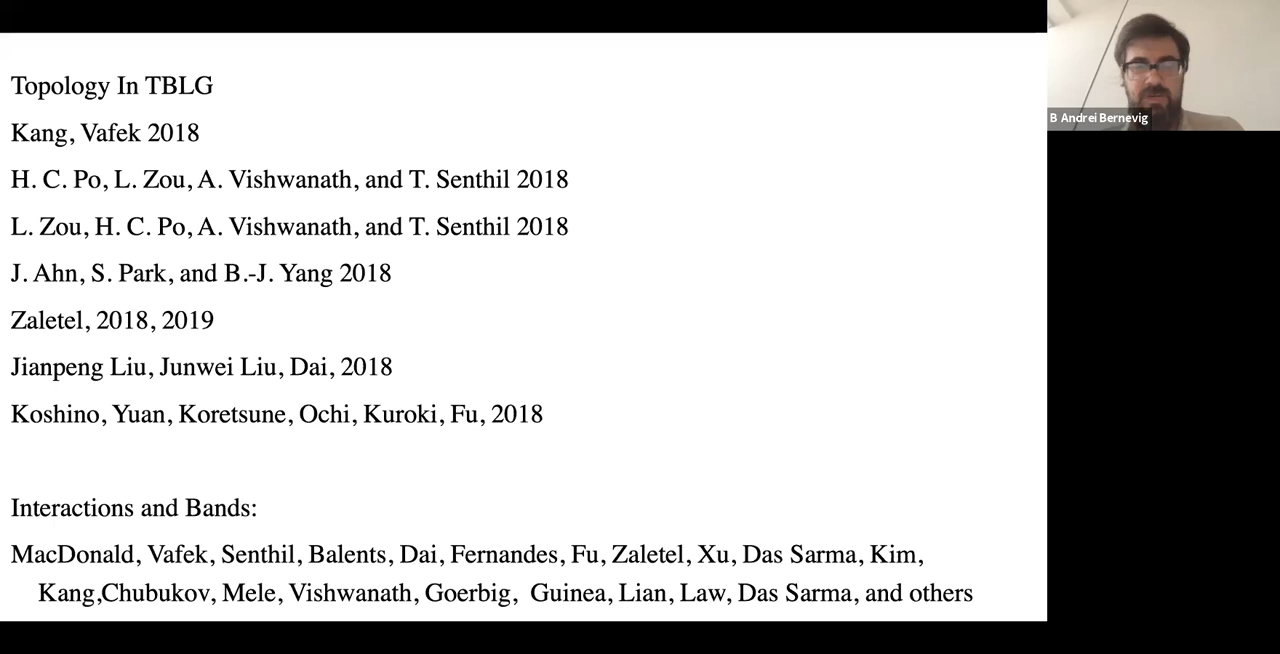 Topology In TBLG
Kang, Vafek 2018
H. C. Po, L. Zou, A. Vishwanath, and T. Senthil 2018
L. Zou, H. C. Po, A. Vishwanath, and T. Senthil 2018
J. Ahn, S. Park, and B.-J. Yang 2018
Zaletel, 2018, 2019
Jianpeng Liu, Junwei Liu, Dai, 2018
Koshino, Yuan, Koretsune, Ochi, Kuroki, Fu, 2018
Interactions and Bands:
MacDonald, Vafek, Senthil, Balents, Dai, Fernandes, Fu, Zaletel, Xu, Das Sarma, Kim,
Kang,Chubukov, Mele, Vishwanath, Goerbig, Guinea, Lian, Law, Das Sarma, and others
B Andrei Bernevig